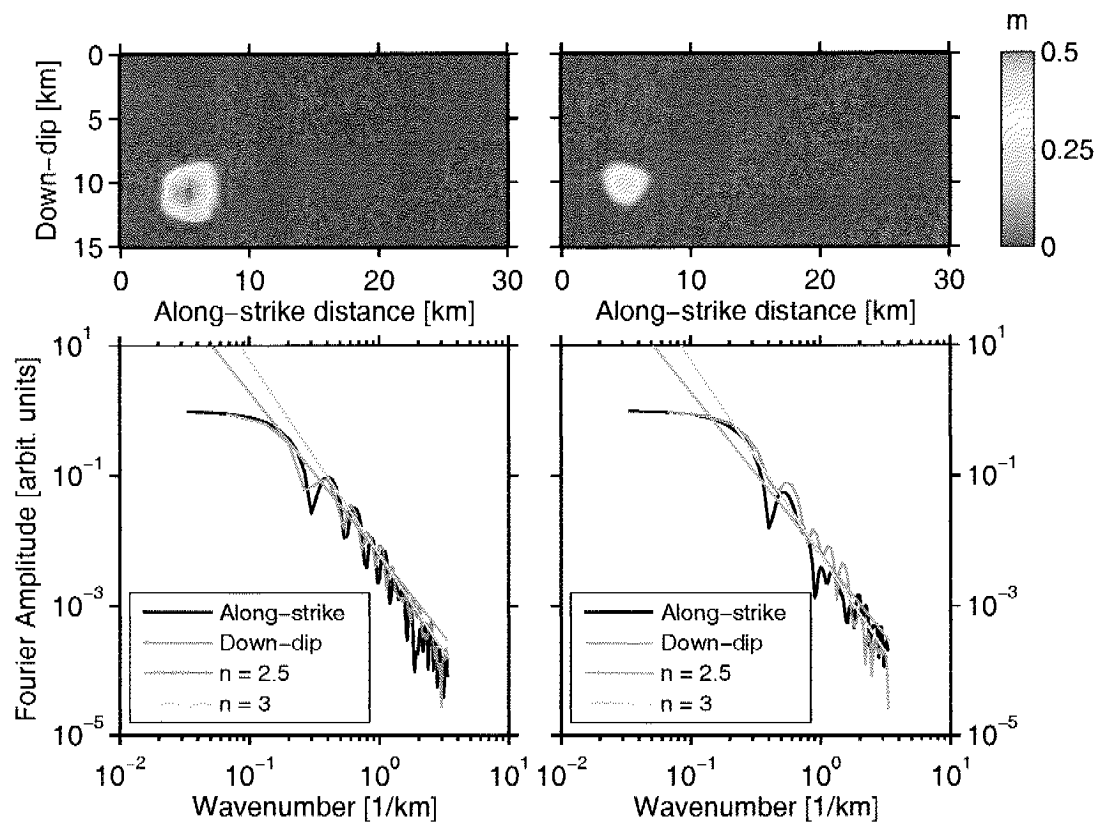 m
0
5
10
15
Down-dip [km]
0 10 20 30
Along-strike distance [km]
0 10 20 30
Along-strike distance [km]
0.5
0.25
0
10^1
10^-1
10^-3
10^-5
Fourier Amplitude [arbit. units]
Along-strike
Down-dip
n = 2.5
n = 3
10^-2 10^-1 10^0 10^1
Wavenumber [1/km]
Along-strike
Down-dip
n = 2.5
n = 3
10^-2 10^-1 10^0 10^1
Wavenumber [1/km]
10^1
10^-1
10^-3
10^-5